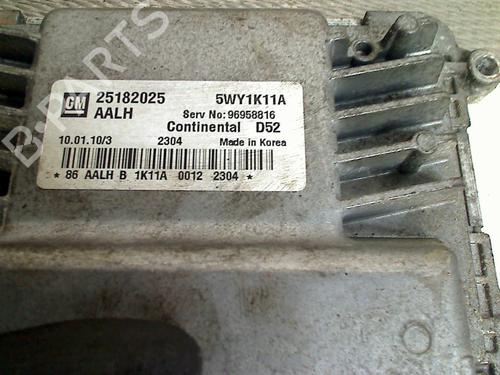 GM 25182025 5WY1K11A
AALH Serv No: 96958816
Continental D52
10.01.10/3 2304 Made in Korea
* 86 AALH B 1K11A 0012 2304 *
B-Parts